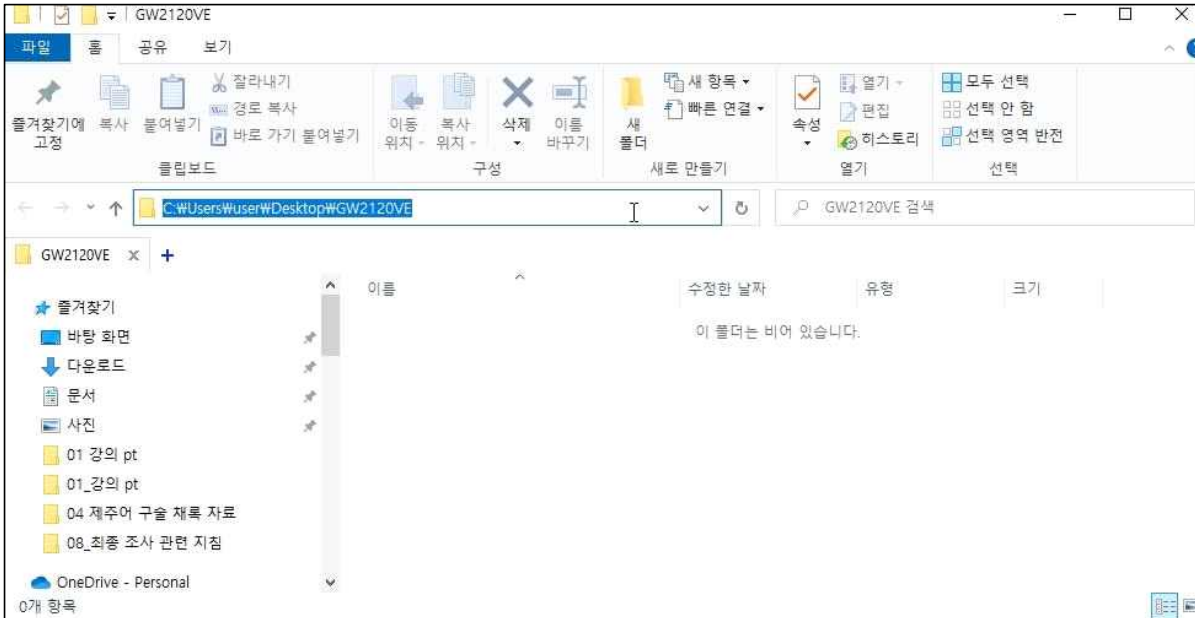 GW2120VE
파일 홈 공유 보기
즐겨찾기에 고정
복사
붙여넣기
잘라내기
경로 복사
바로 가기 붙여넣기
클립보드
이동 위치
복사 위치
삭제
이름 바꾸기
구성
새 폴더
새 항목
빠른 연결
새로 만들기
속성
열기
편집
히스토리
열기
모두 선택
선택 안 함
선택 영역 반전
선택
C:₩Users₩user₩Desktop₩GW2120VE
GW2120VE 검색
GW2120VE
이름 수정한 날짜 유형 크기
이 폴더는 비어 있습니다.
즐겨찾기
바탕 화면
다운로드
문서
사진
01 강의 pt
01_강의 pt
04 제주어 구술 채록 자료
08_최종 조사 관련 지침
OneDrive - Personal
0개 항목